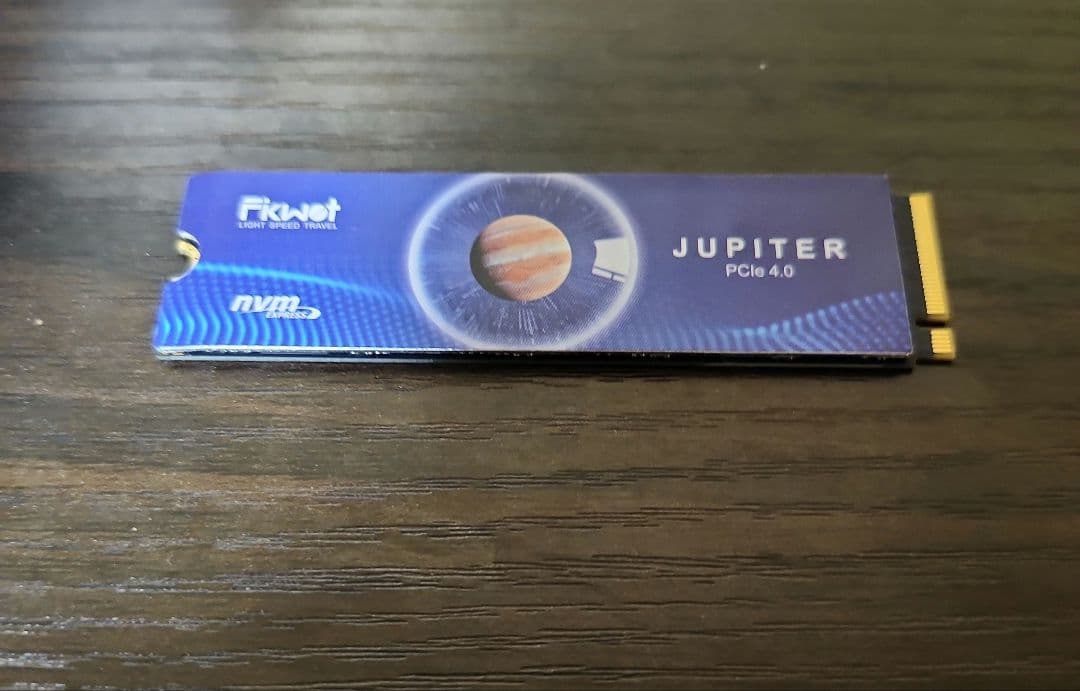 Fikwot
LIGHT SPEED TRAVEL
nvm
EXPRESS
JUPITER
PCIe 4.0